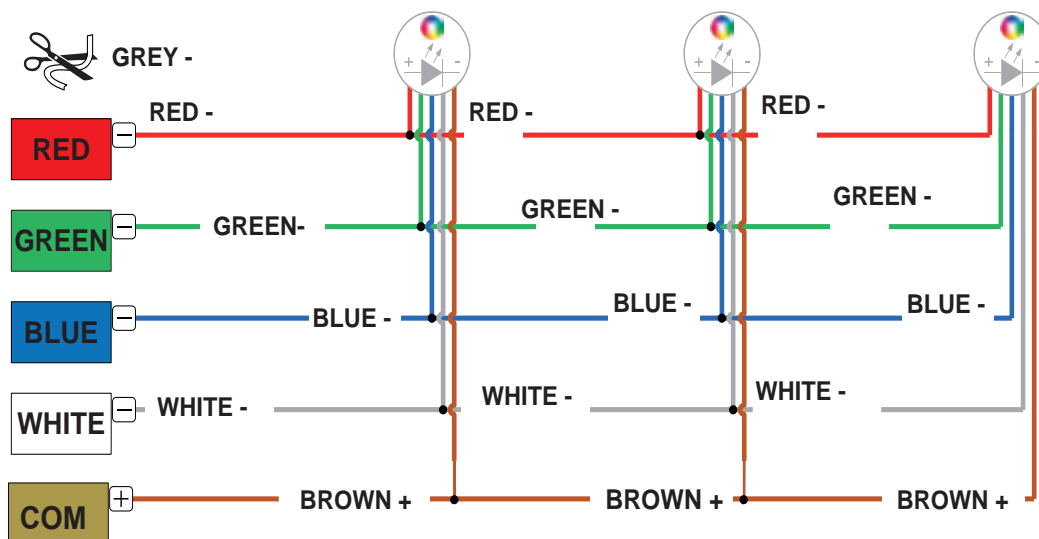 GREY -
RED - RED - RED -
RED −
GREEN - GREEN -
GREEN − GREEN-
BLUE - BLUE -
BLUE − BLUE -
WHITE - WHITE -
WHITE − WHITE -
COM + BROWN + BROWN + BROWN +
+ -
+ -
+ -